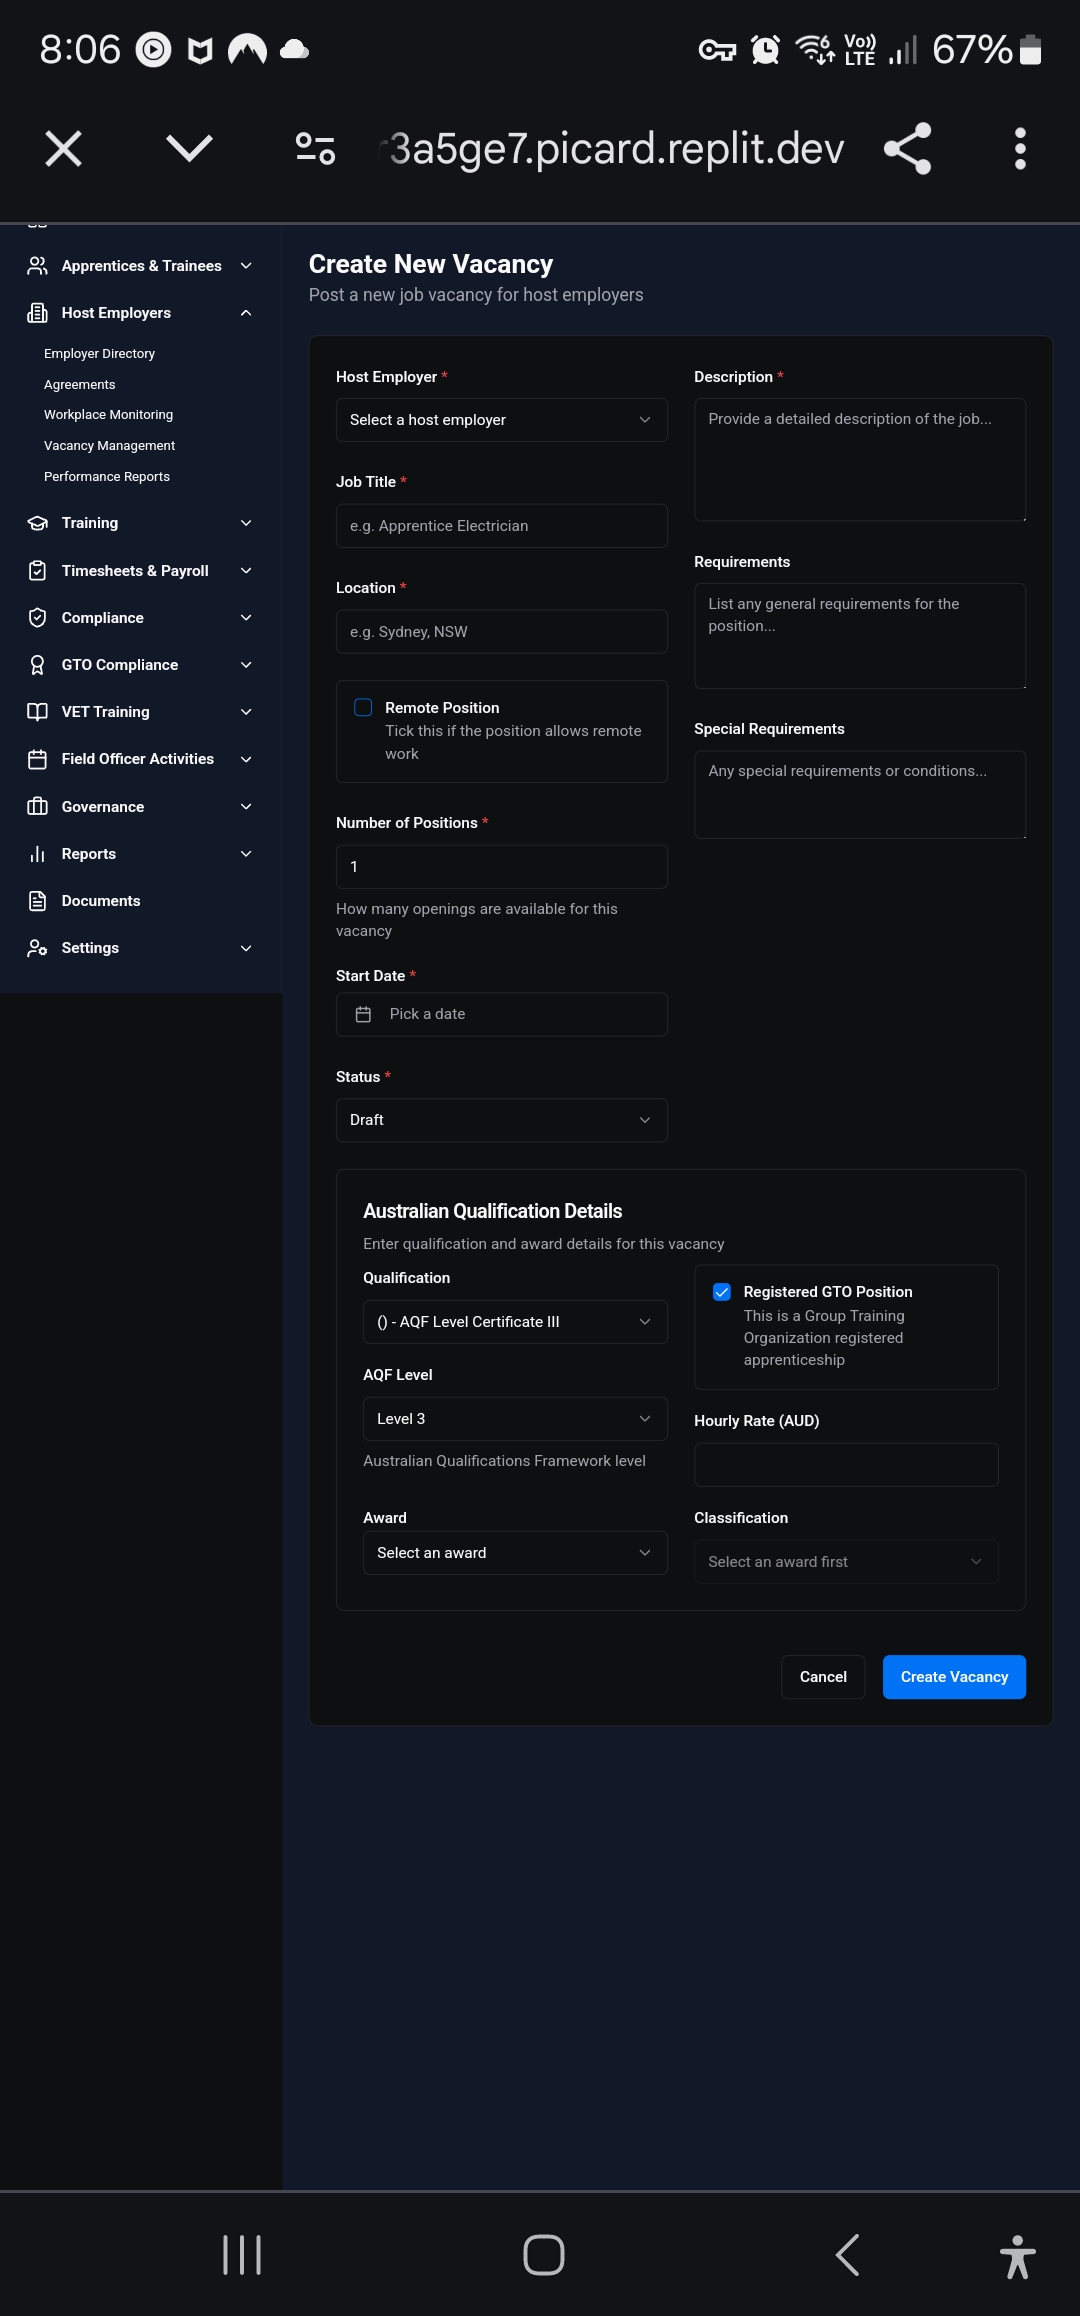 8:06
Vo))
LTE
67%
r3a5ge7.picard.replit.dev
Apprentices & Trainees
Host Employers
Employer Directory
Agreements
Workplace Monitoring
Vacancy Management
Performance Reports
Training
Timesheets & Payroll
Compliance
GTO Compliance
VET Training
Field Officer Activities
Governance
Reports
Documents
Settings
Create New Vacancy
Post a new job vacancy for host employers
Host Employer *
Select a host employer
Job Title *
e.g. Apprentice Electrician
Location *
e.g. Sydney, NSW
Remote Position
Tick this if the position allows remote
work
Number of Positions *
1
How many openings are available for this
vacancy
Start Date *
Pick a date
Status *
Draft
Description *
Provide a detailed description of the job...
Requirements
List any general requirements for the
position...
Special Requirements
Any special requirements or conditions...
Australian Qualification Details
Enter qualification and award details for this vacancy
Qualification
() - AQF Level Certificate III
AQF Level
Level 3
Australian Qualifications Framework level
Award
Select an award
Registered GTO Position
This is a Group Training
Organization registered
apprenticeship
Hourly Rate (AUD)
Classification
Select an award first
Cancel
Create Vacancy